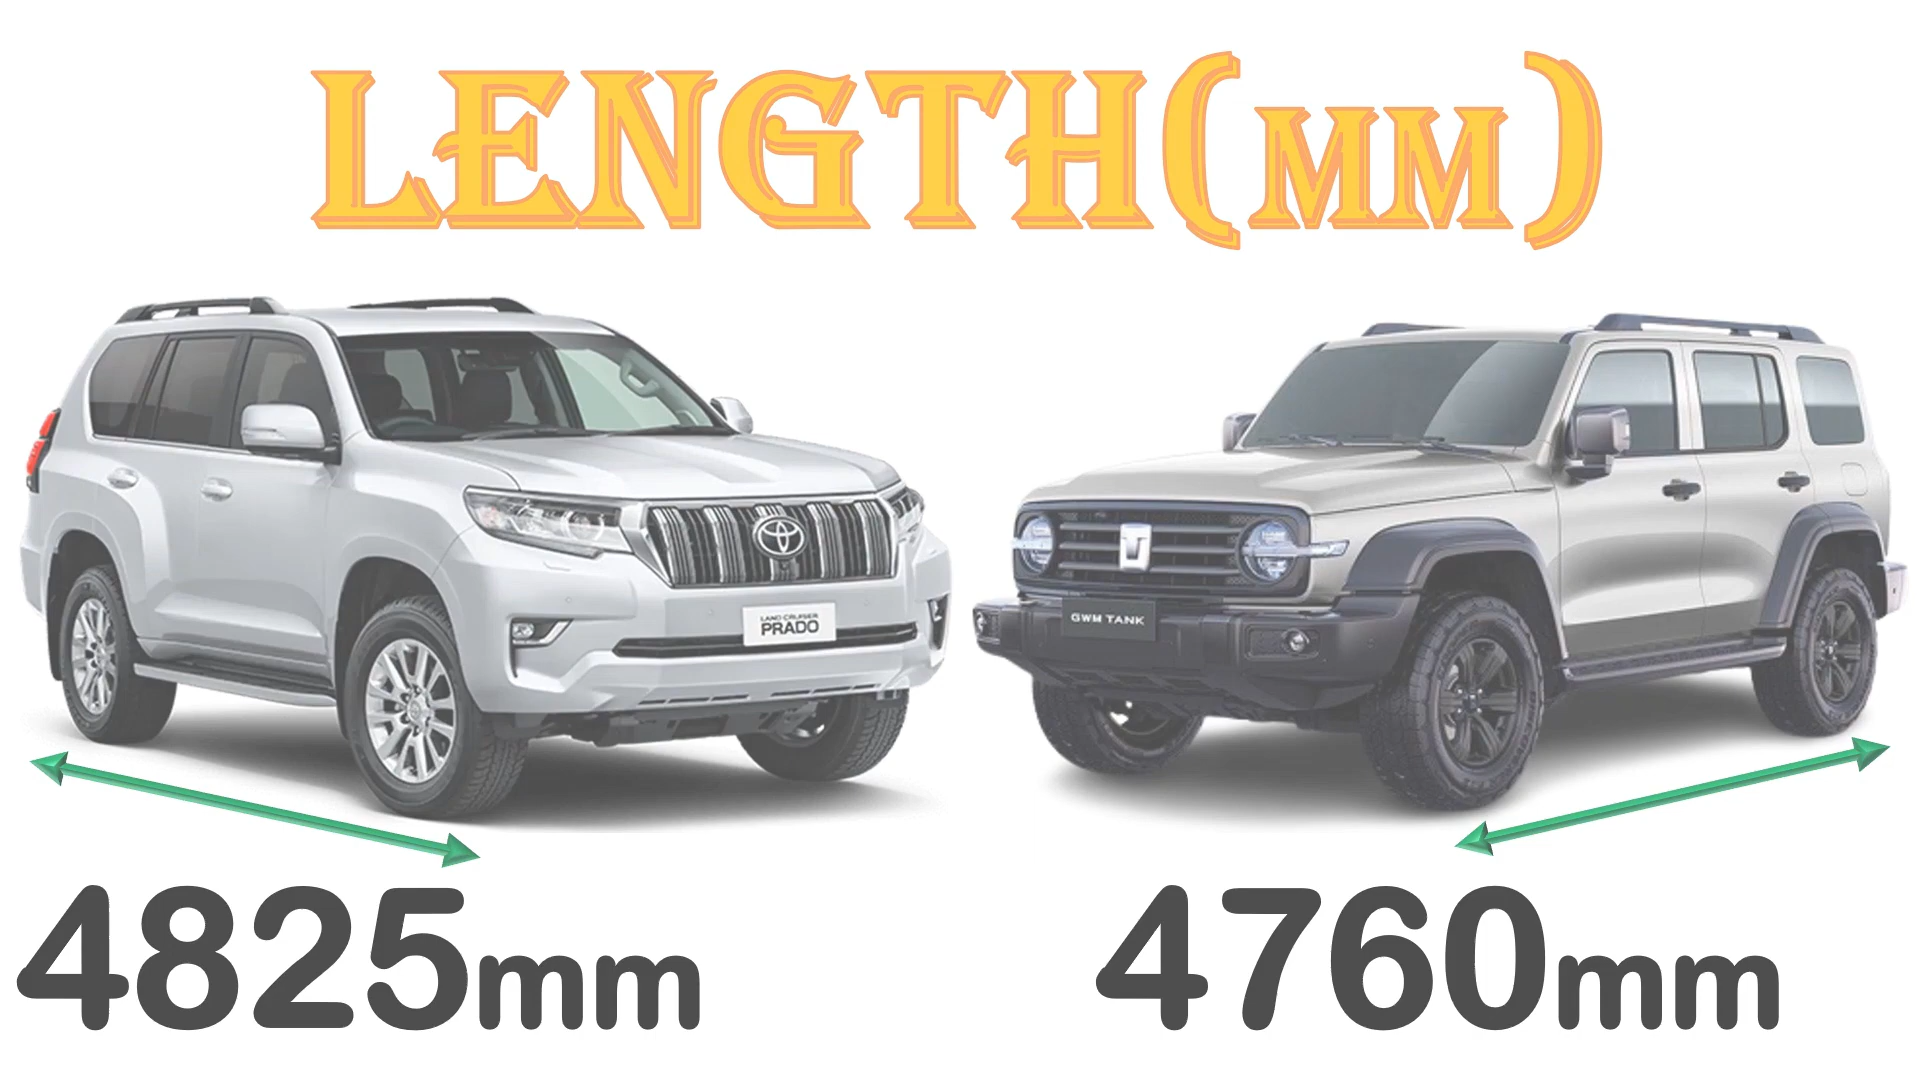 LENGTH(MM)
LAND CRUISER
PRADO
GWM TANK
4825mm
4760mm